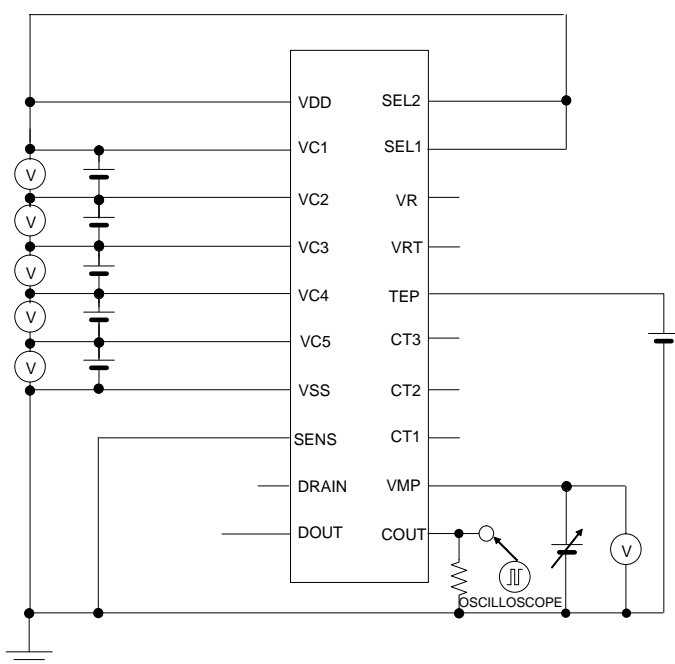 VDD SEL2
VC1 SEL1
V
VC2 VR
V
VC3 VRT
V
VC4 TEP
V
VC5 CT3
V
VSS CT2
SENS CT1
DRAIN VMP
DOUT COUT
V
OSCILLOSCOPE